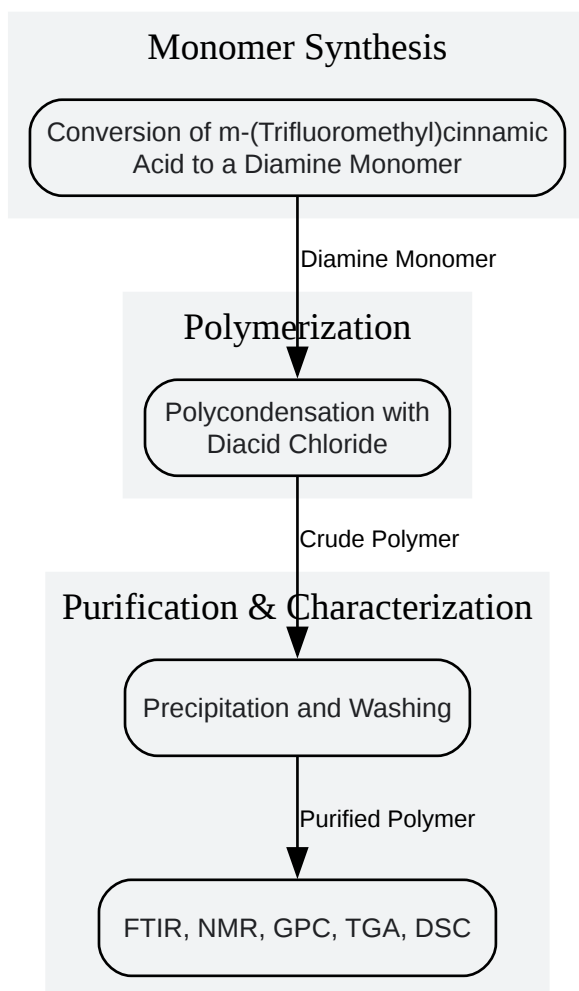 Monomer Synthesis
Conversion of m-(Trifluoromethyl)cinnamic
Acid to a Diamine Monomer
Diamine Monomer
Polymerization
Polycondensation with
Diacid Chloride
Crude Polymer
Purification & Characterization
Precipitation and Washing
Purified Polymer
FTIR, NMR, GPC, TGA, DSC